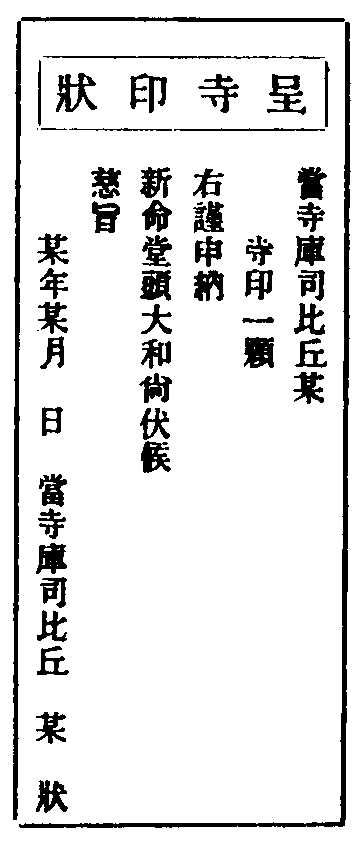 呈寺印狀
當寺庫司比丘某
寺印一顆
右謹申納
新命堂頭大和尚伏候
慈旨
某年某月 日 當寺庫司比丘 某 狀